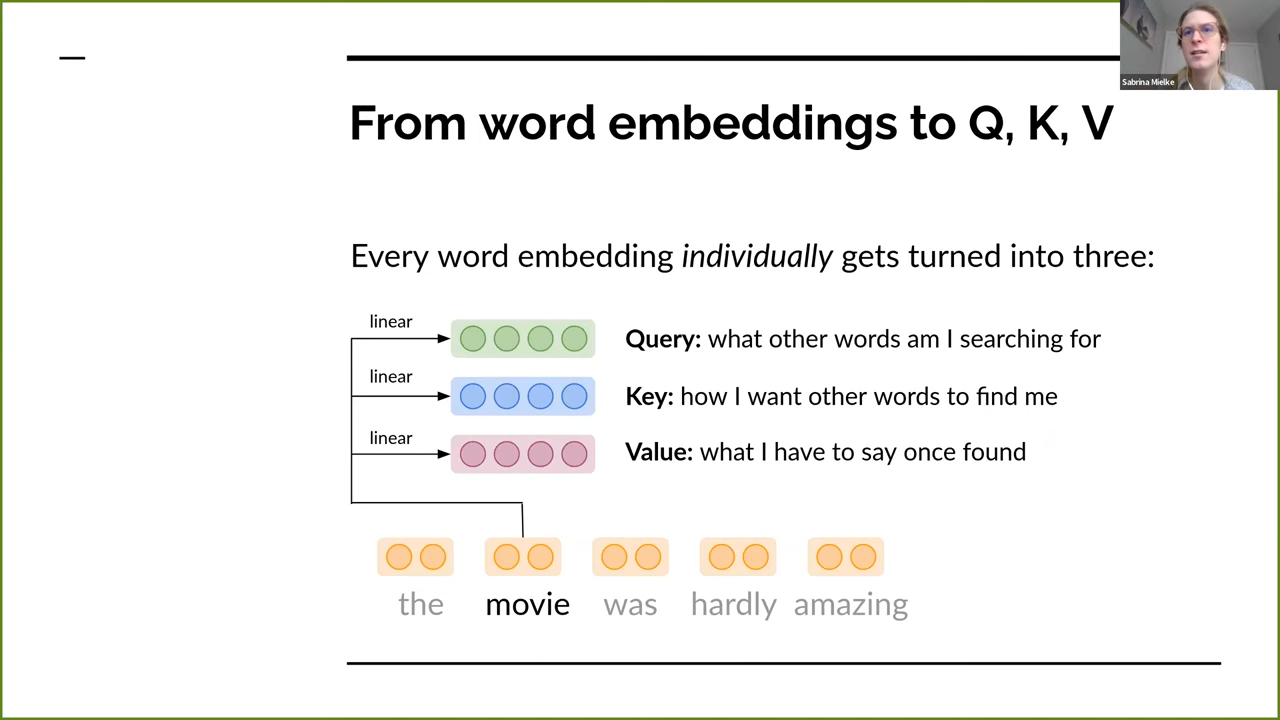 Sabrina Mielke
From word embeddings to Q, K, V
Every word embedding individually gets turned into three:
linear
Query: what other words am I searching for
linear
Key: how I want other words to find me
linear
Value: what I have to say once found
the movie was hardly amazing